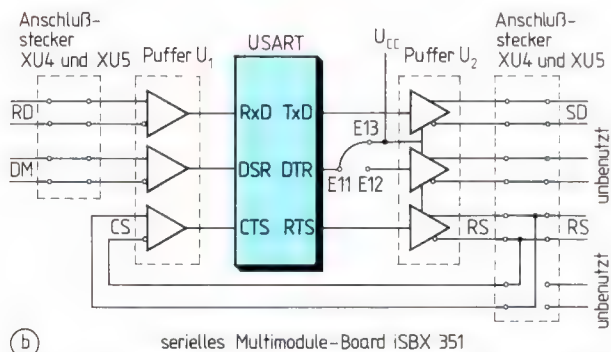 Anschluß-
stecker
XU4 und XU5
Puffer U1
USART
UCC
Puffer U2
Anschluß-
stecker
XU4 und XU5
RD
RxD TxD
SD
E13
DM
DSR DTR
E11 E12
unbenutzt
CS
CTS RTS
RS
RS
unbenutzt
b
serielles Multimodule-Board iSBX 351